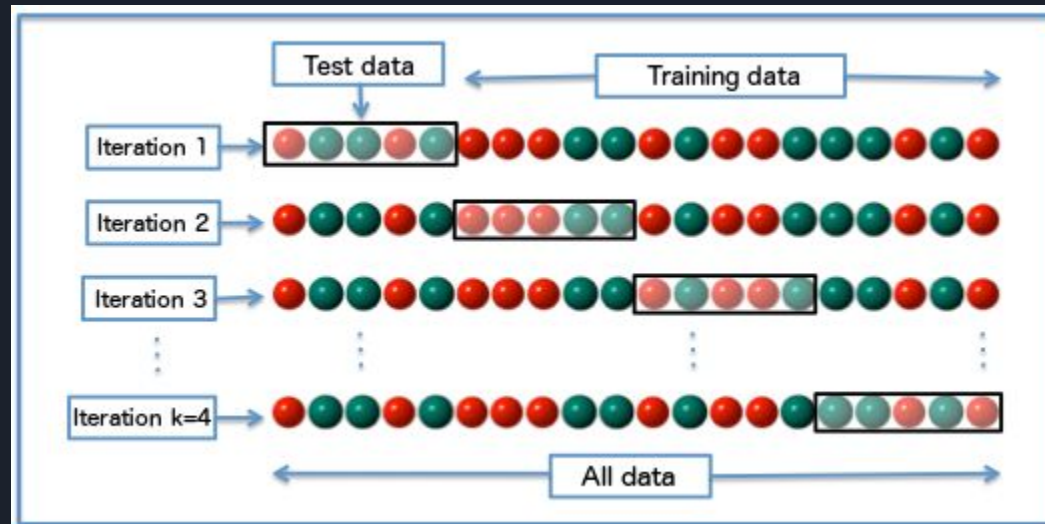 Test data
Training data
Iteration 1
Iteration 2
Iteration 3
Iteration k=4
All data